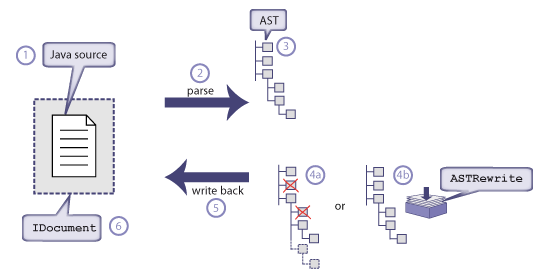 AST
1
Java source
2
3
parse
4a
4b
ASTRewrite
write back
or
5
IDocument
6